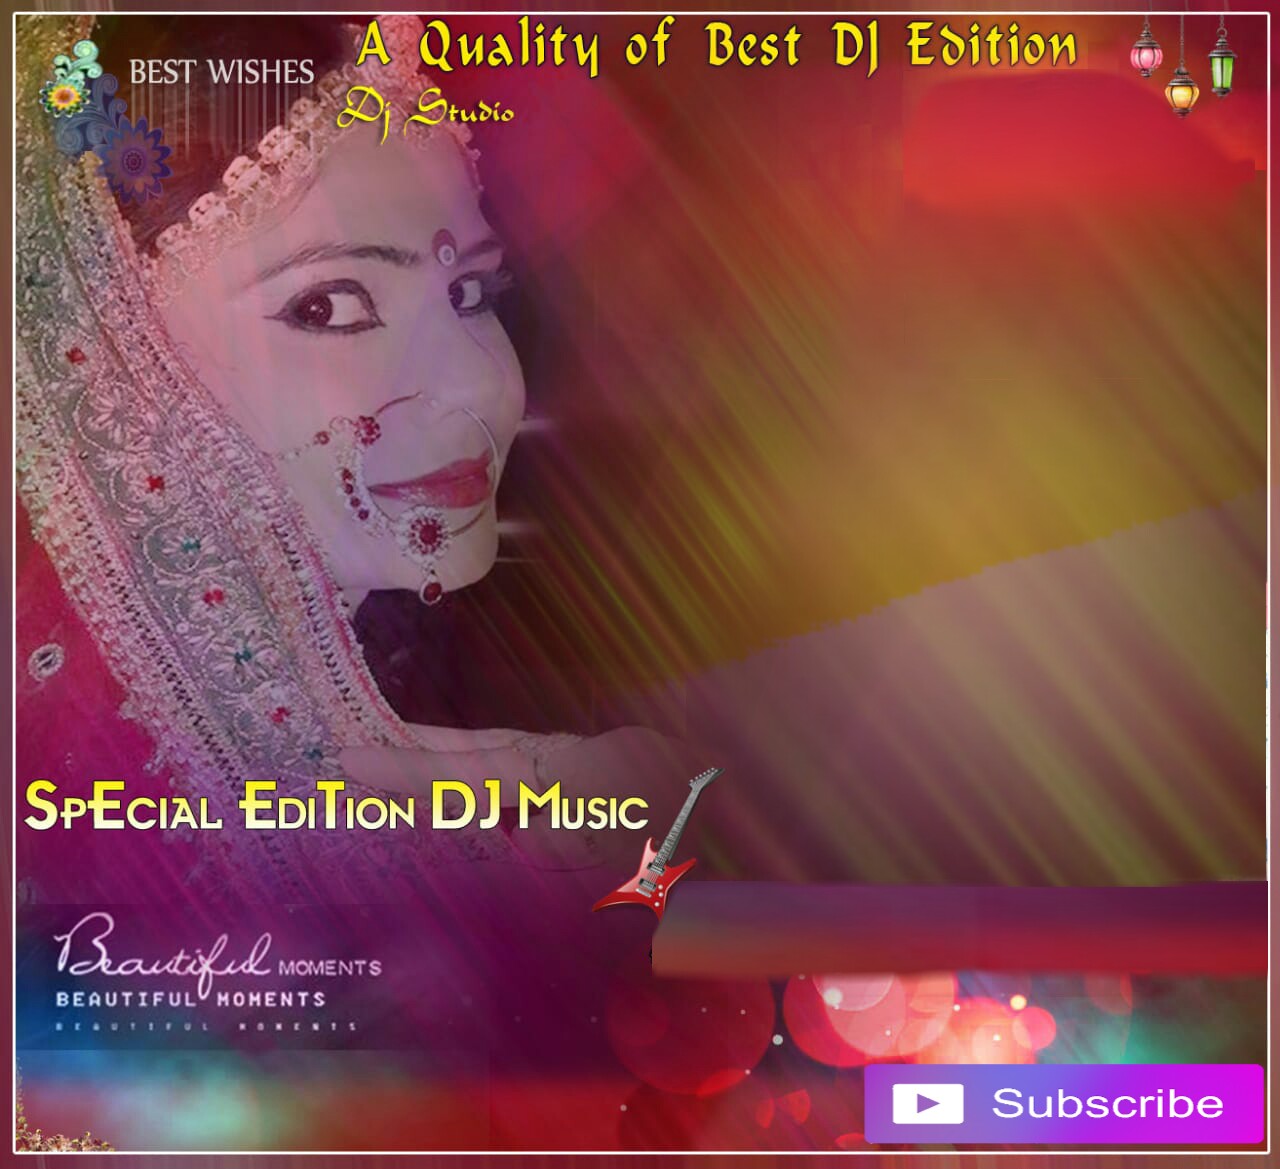 A Quality of Best DJ Edition
BEST WISHES
Dj Studio
SpEcial EdiTion DJ Music
Beautiful MOMENTS
BEAUTIFUL MOMENTS
BEAUTIFUL MOMENTS
Subscribe